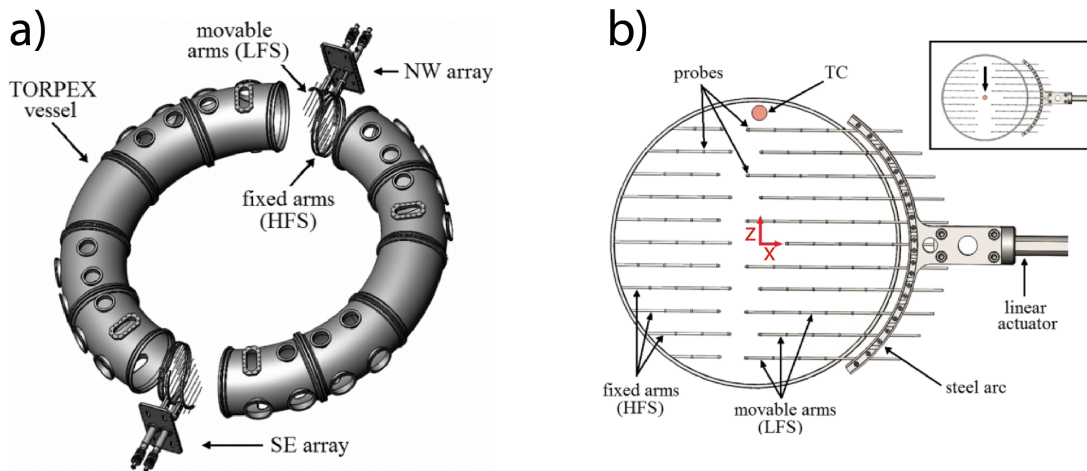 a)
movable
arms (LFS)
NW array
TORPEX
vessel
fixed arms
(HFS)
SE array
b)
probes
TC
z
x
linear
actuator
steel arc
fixed arms
(HFS)
movable arms
(LFS)